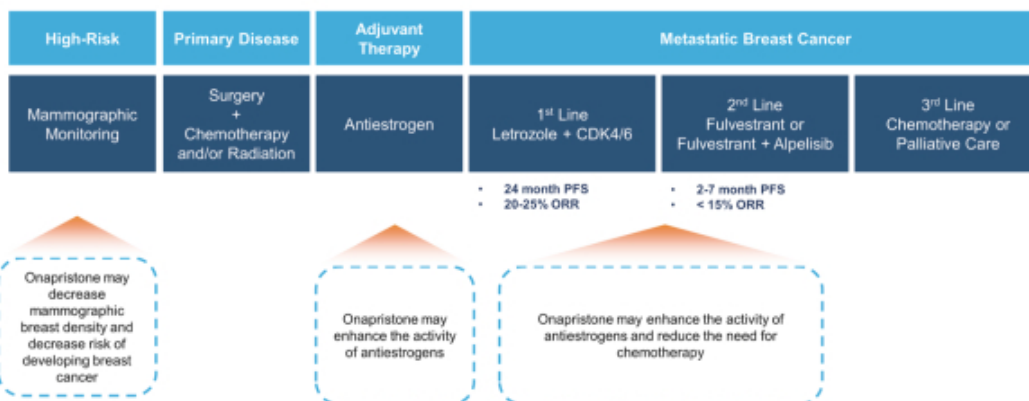 High-Risk
Primary Disease
Adjuvant
Therapy
Metastatic Breast Cancer
Mammographic
Monitoring
Surgery
+
Chemotherapy
and/or Radiation
Antiestrogen
1st Line
Letrozole + CDK4/6
2nd Line
Fulvestrant or
Fulvestrant + Alpelisib
3rd Line
Chemotherapy or
Palliative Care
• 24 month PFS
• 20-25% ORR
• 2-7 month PFS
• < 15% ORR
Onapristone may
decrease
mammographic
breast density and
decrease risk of
developing breast
cancer
Onapristone may
enhance the activity
of antiestrogens
Onapristone may enhance the activity of
antiestrogens and reduce the need for
chemotherapy